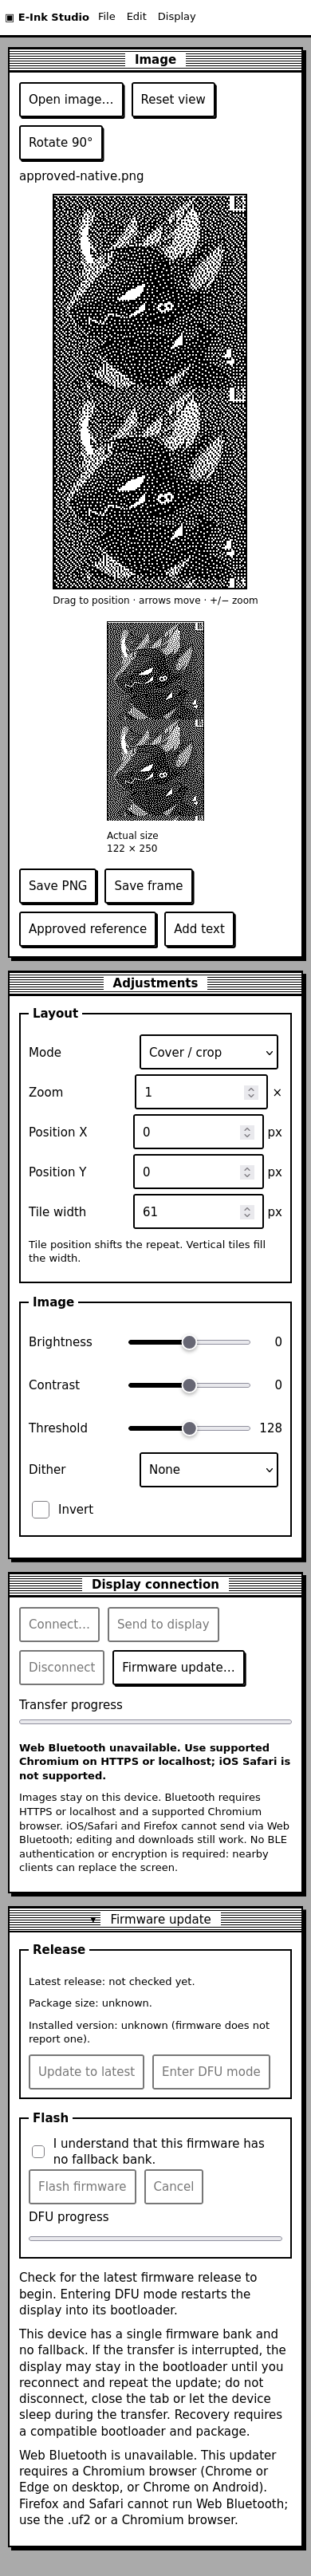 ▣ E-Ink Studio File Edit Display
Image
Open image… Reset view
Rotate 90°
approved-native.png
Drag to position · arrows move · +/− zoom
Actual size
122 × 250
Save PNG Save frame
Approved reference Add text
Adjustments
Layout
Mode Cover / crop
Zoom 1 ×
Position X 0 px
Position Y 0 px
Tile width 61 px
Tile position shifts the repeat. Vertical tiles fill
the width.
Image
Brightness 0
Contrast 0
Threshold 128
Dither None
Invert
Display connection
Connect… Send to display
Disconnect Firmware update…
Transfer progress
Web Bluetooth unavailable. Use supported
Chromium on HTTPS or localhost; iOS Safari is
not supported.
Images stay on this device. Bluetooth requires
HTTPS or localhost and a supported Chromium
browser. iOS/Safari and Firefox cannot send via Web
Bluetooth; editing and downloads still work. No BLE
authentication or encryption is required: nearby
clients can replace the screen.
▾ Firmware update
Release
Latest release: not checked yet.
Package size: unknown.
Installed version: unknown (firmware does not
report one).
Update to latest Enter DFU mode
Flash
I understand that this firmware has
no fallback bank.
Flash firmware Cancel
DFU progress
Check for the latest firmware release to
begin. Entering DFU mode restarts the
display into its bootloader.
This device has a single firmware bank and
no fallback. If the transfer is interrupted, the
display may stay in the bootloader until you
reconnect and repeat the update; do not
disconnect, close the tab or let the device
sleep during the transfer. Recovery requires
a compatible bootloader and package.
Web Bluetooth is unavailable. This updater
requires a Chromium browser (Chrome or
Edge on desktop, or Chrome on Android).
Firefox and Safari cannot run Web Bluetooth;
use the .uf2 or a Chromium browser.